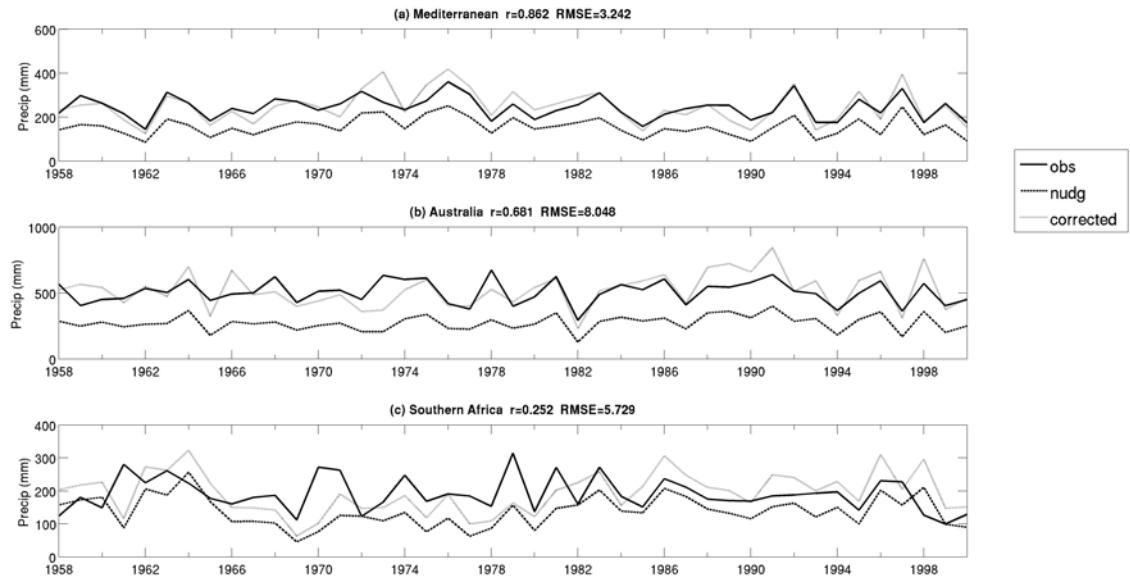 (a) Mediterranean r=0.862 RMSE=3.242
Precip (mm)
600
400
200
0
1958 1962 1966 1970 1974 1978 1982 1986 1990 1994 1998
obs
nudg
corrected
(b) Australia r=0.681 RMSE=8.048
Precip (mm)
1000
500
0
1958 1962 1966 1970 1974 1978 1982 1986 1990 1994 1998
(c) Southern Africa r=0.252 RMSE=5.729
Precip (mm)
400
300
200
100
0
1958 1962 1966 1970 1974 1978 1982 1986 1990 1994 1998